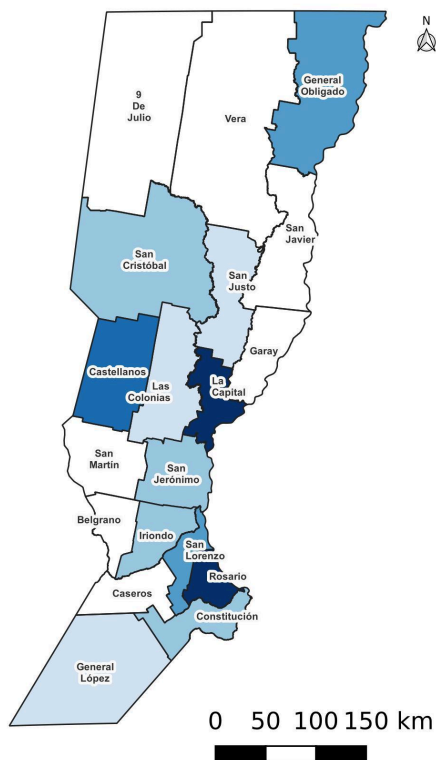 N
General
Obligado
9
De
Julio
Vera
San
Javier
San
Cristóbal
San
Justo
Garay
Castellanos
Las
Colonias
La
Capital
San
Martín
San
Jerónimo
Belgrano
Iriondo
San
Lorenzo
Rosario
Caseros
Constitución
General
López
0 50 100 150 km